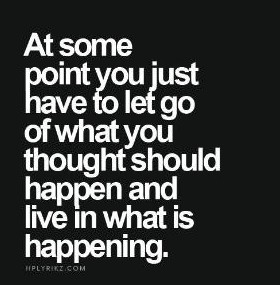 At some
point you just
have to let go
of what you
thought should
happen and
live in what is
happening.
HPLYRIKZ.COM